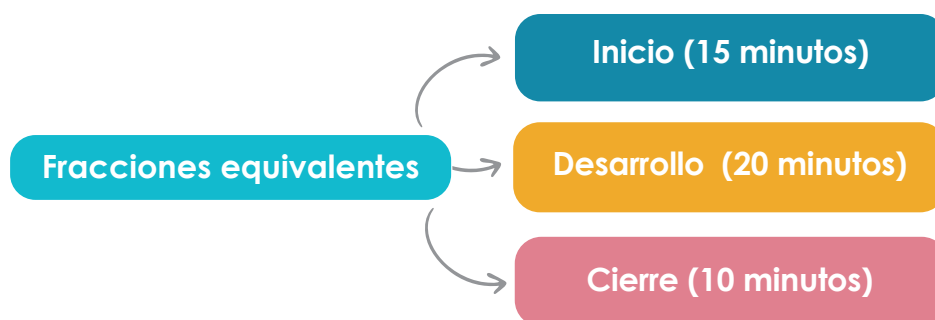 Fracciones equivalentes
Inicio (15 minutos)
Desarrollo (20 minutos)
Cierre (10 minutos)